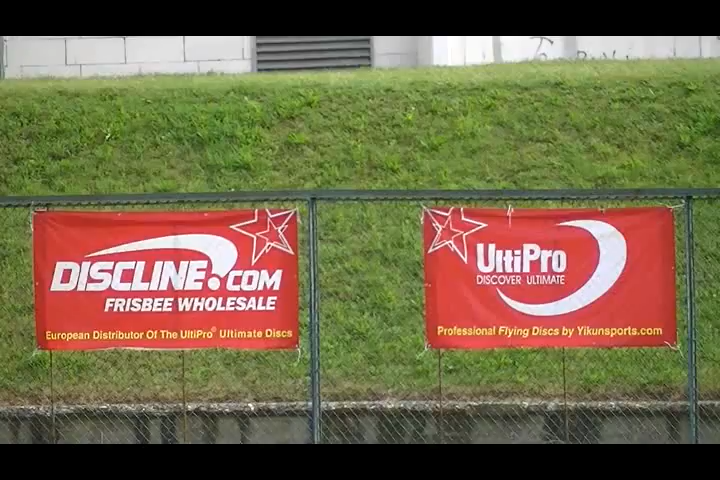 DISCLINE.COM
FRISBEE WHOLESALE
European Distributor Of The UltiPro© Ultimate Discs
UltiPro
DISCOVER ULTIMATE
Professional Flying Discs by Yikunsports.com